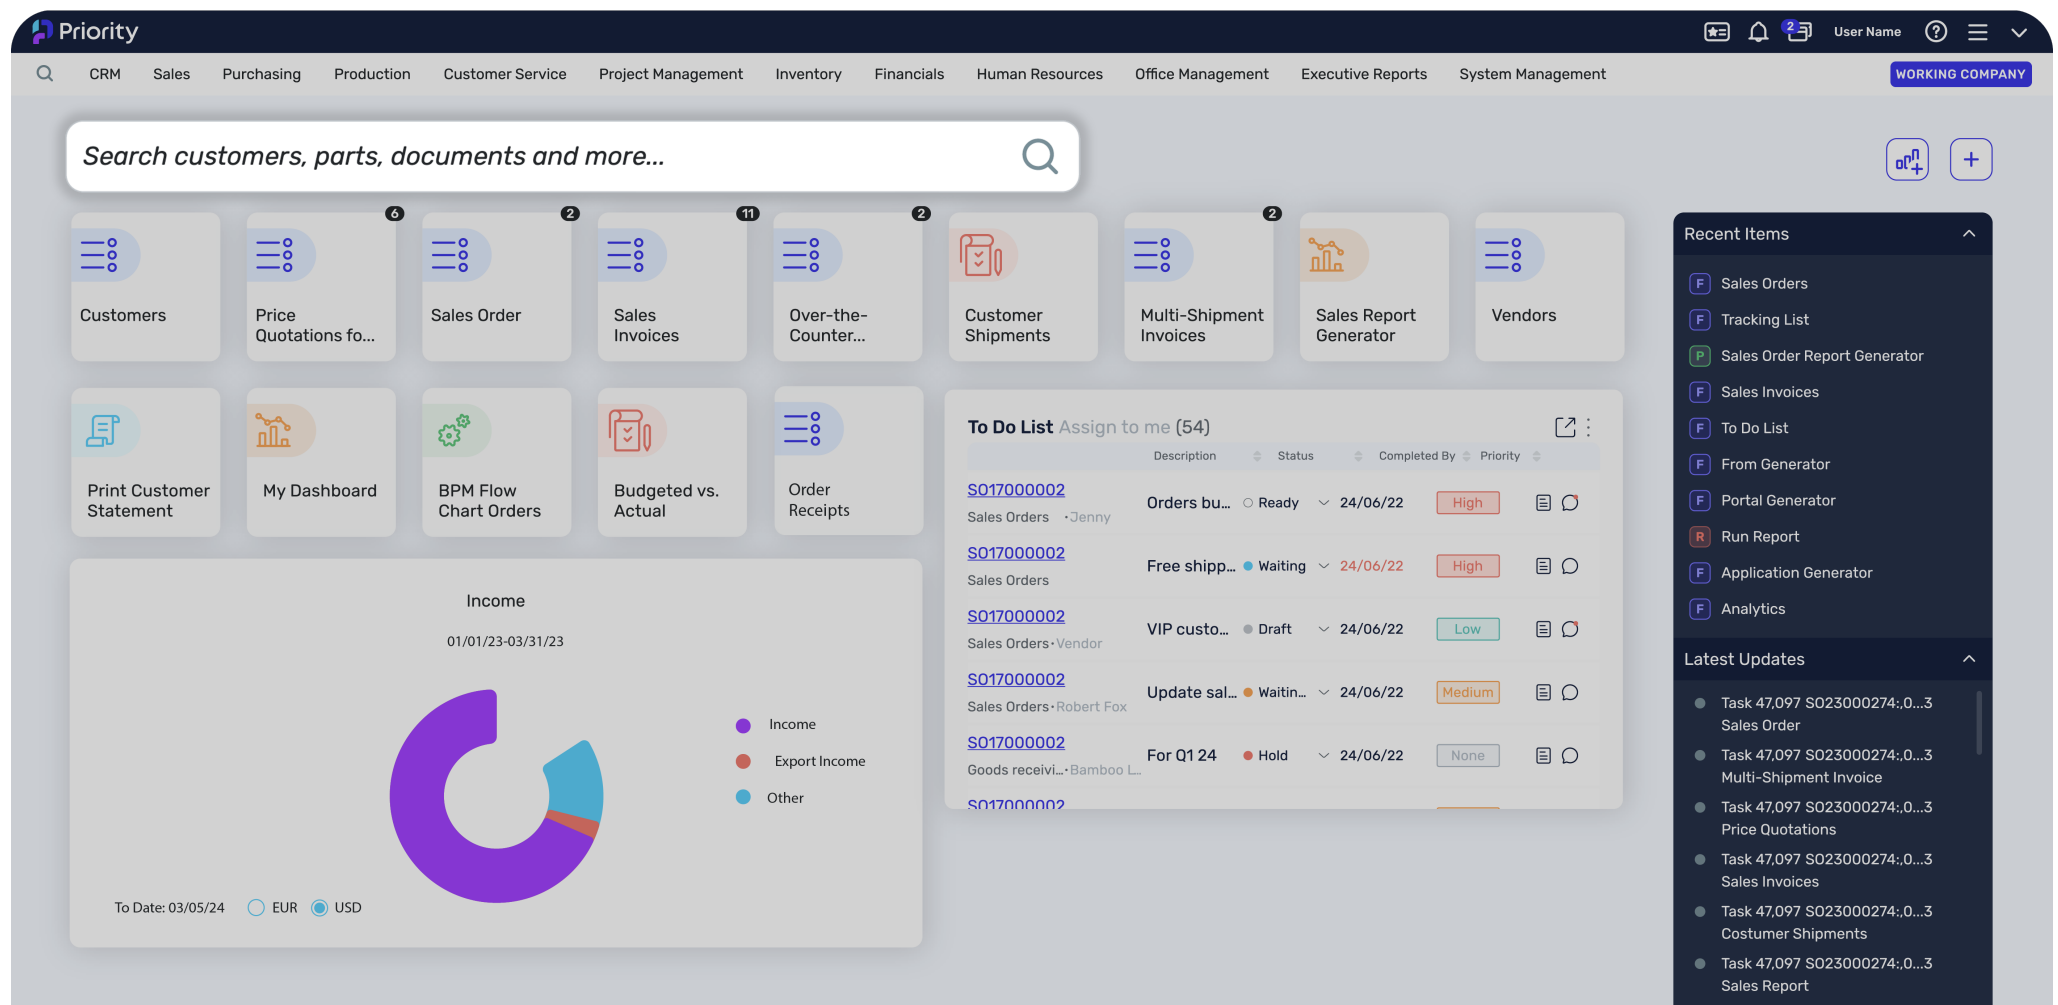 Priority
2
User Name
CRM Sales Purchasing Production Customer Service Project Management Inventory Financials Human Resources Office Management Executive Reports System Management
WORKING COMPANY
Search customers, parts, documents and more...
Customers
6
Price
Quotations fo...
2
Sales Order
11
Sales
Invoices
2
Over-the-
Counter...
Customer
Shipments
2
Multi-Shipment
Invoices
Sales Report
Generator
Vendors
Print Customer
Statement
My Dashboard
BPM Flow
Chart Orders
Budgeted vs.
Actual
Order
Receipts
Income
01/01/23-03/31/23
Income
Export Income
Other
To Date: 03/05/24 EUR USD
To Do List Assign to me (54)
Description Status Completed By Priority
SO17000002
Sales Orders •Jenny
Orders bu... Ready 24/06/22 High
SO17000002
Sales Orders
Free shipp... Waiting 24/06/22 High
SO17000002
Sales Orders•Vendor
VIP custo... Draft 24/06/22 Low
SO17000002
Sales Orders•Robert Fox
Update sal... Waitin... 24/06/22 Medium
SO17000002
Goods receivi...•Bamboo L...
For Q1 24 Hold 24/06/22 None
SO17000002
Recent Items
F Sales Orders
F Tracking List
P Sales Order Report Generator
F Sales Invoices
F To Do List
F From Generator
F Portal Generator
R Run Report
F Application Generator
F Analytics
Latest Updates
Task 47,097 SO23000274:,0...3
Sales Order
Task 47,097 SO23000274:,0...3
Multi-Shipment Invoice
Task 47,097 SO23000274:,0...3
Price Quotations
Task 47,097 SO23000274:,0...3
Sales Invoices
Task 47,097 SO23000274:,0...3
Costumer Shipments
Task 47,097 SO23000274:,0...3
Sales Report